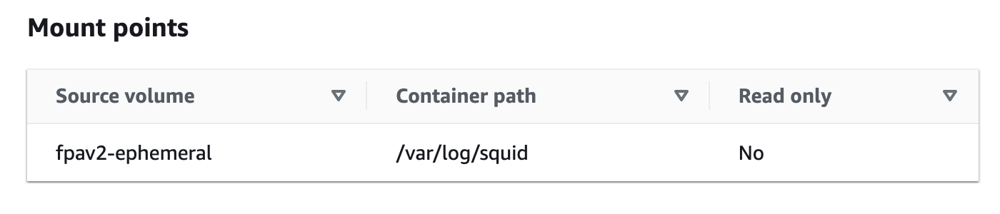 Mount points
Source volume Container path Read only
fpav2-ephemeral /var/log/squid No